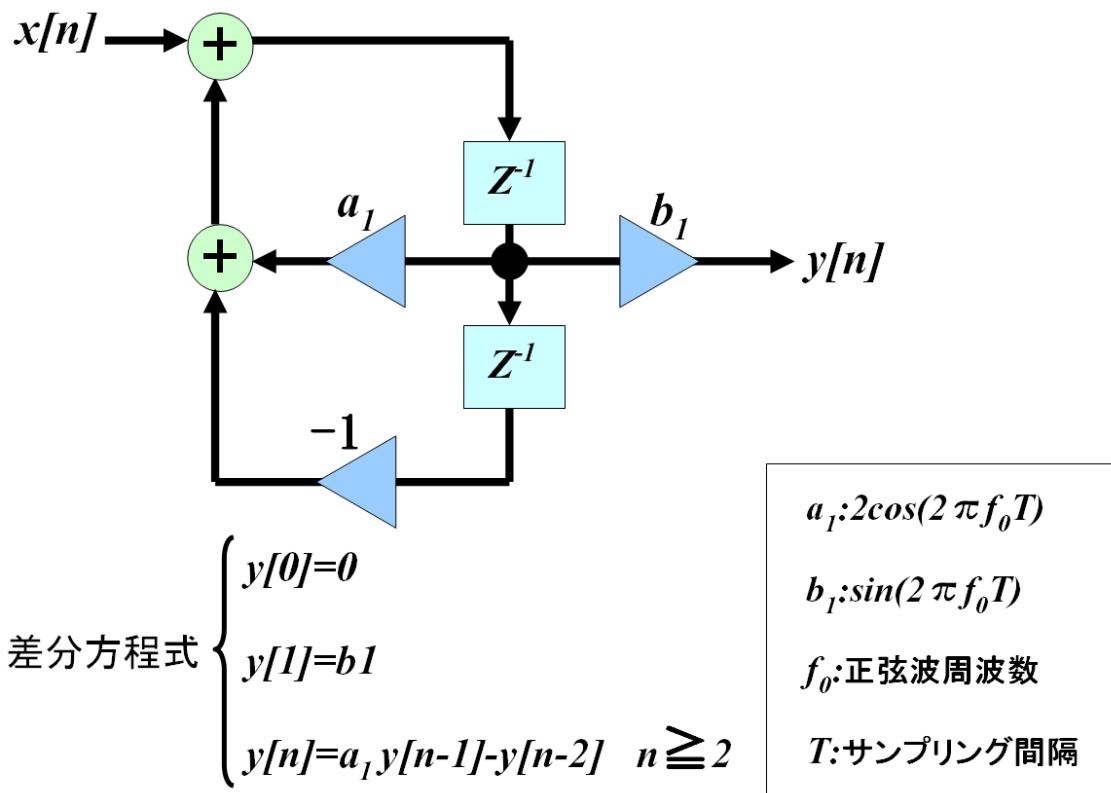 x[n]
+
Z⁻¹
a₁
b₁
+
y[n]
Z⁻¹
−1
差分方程式
y[0]=0
y[1]=b1
y[n]=a₁y[n-1]-y[n-2] n≧2
a₁:2cos(2πf₀T)
b₁:sin(2πf₀T)
f₀:正弦波周波数
T:サンプリング間隔